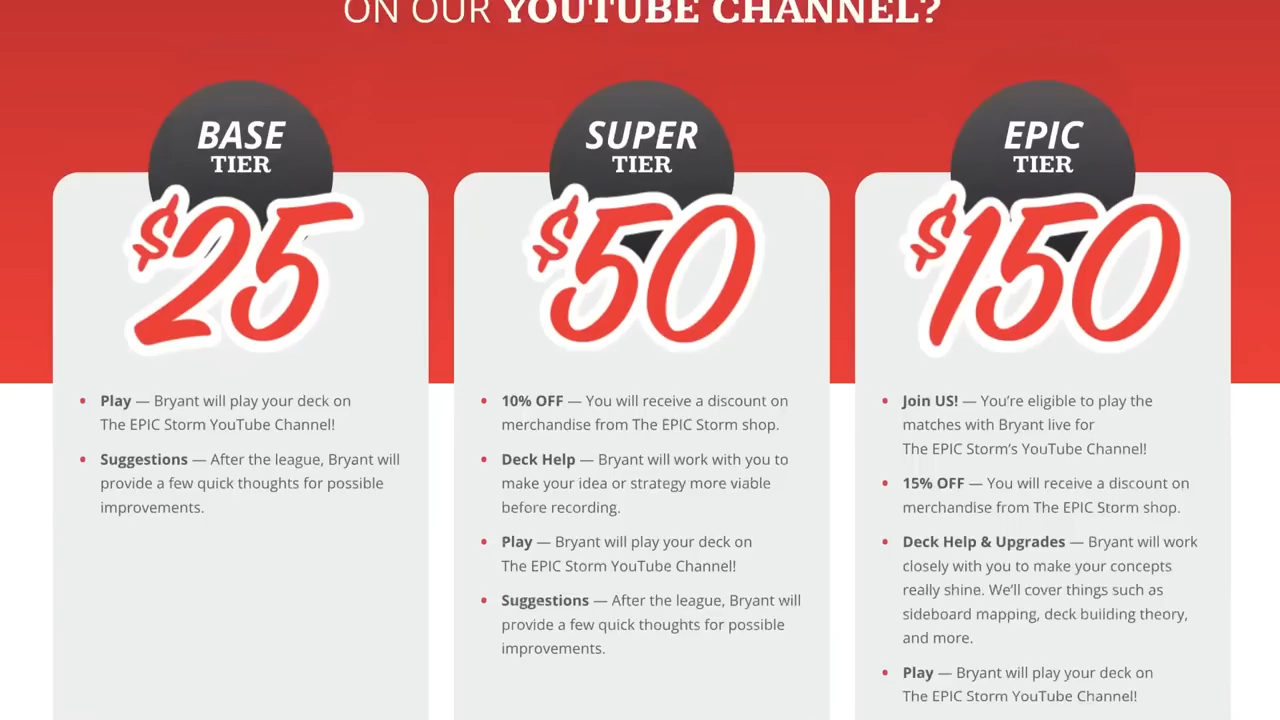 ON OUR YOUTUBE CHANNEL?
BASE
TIER
$25
• Play — Bryant will play your deck on
The EPIC Storm YouTube Channel!
• Suggestions — After the league, Bryant will
provide a few quick thoughts for possible
improvements.
SUPER
TIER
$50
• 10% OFF — You will receive a discount on
merchandise from The EPIC Storm shop.
• Deck Help — Bryant will work with you to
make your idea or strategy more viable
before recording.
• Play — Bryant will play your deck on
The EPIC Storm YouTube Channel!
• Suggestions — After the league, Bryant will
provide a few quick thoughts for possible
improvements.
EPIC
TIER
$150
• Join US! — You’re eligible to play the
matches with Bryant live for
The EPIC Storm’s YouTube Channel!
• 15% OFF — You will receive a discount on
merchandise from The EPIC Storm shop.
• Deck Help & Upgrades — Bryant will work
closely with you to make your concepts
really shine. We’ll cover things such as
sideboard mapping, deck building theory,
and more.
• Play — Bryant will play your deck on
The EPIC Storm YouTube Channel!